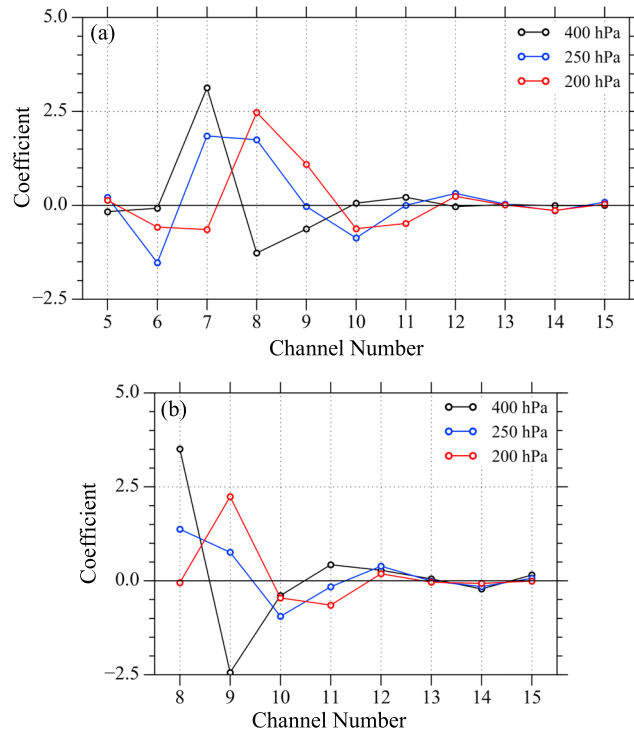 (a)
5.0
2.5
0.0
−2.5
Coefficient
400 hPa
250 hPa
200 hPa
5 6 7 8 9 10 11 12 13 14 15
Channel Number
(b)
5.0
2.5
0.0
−2.5
Coefficient
400 hPa
250 hPa
200 hPa
8 9 10 11 12 13 14 15
Channel Number